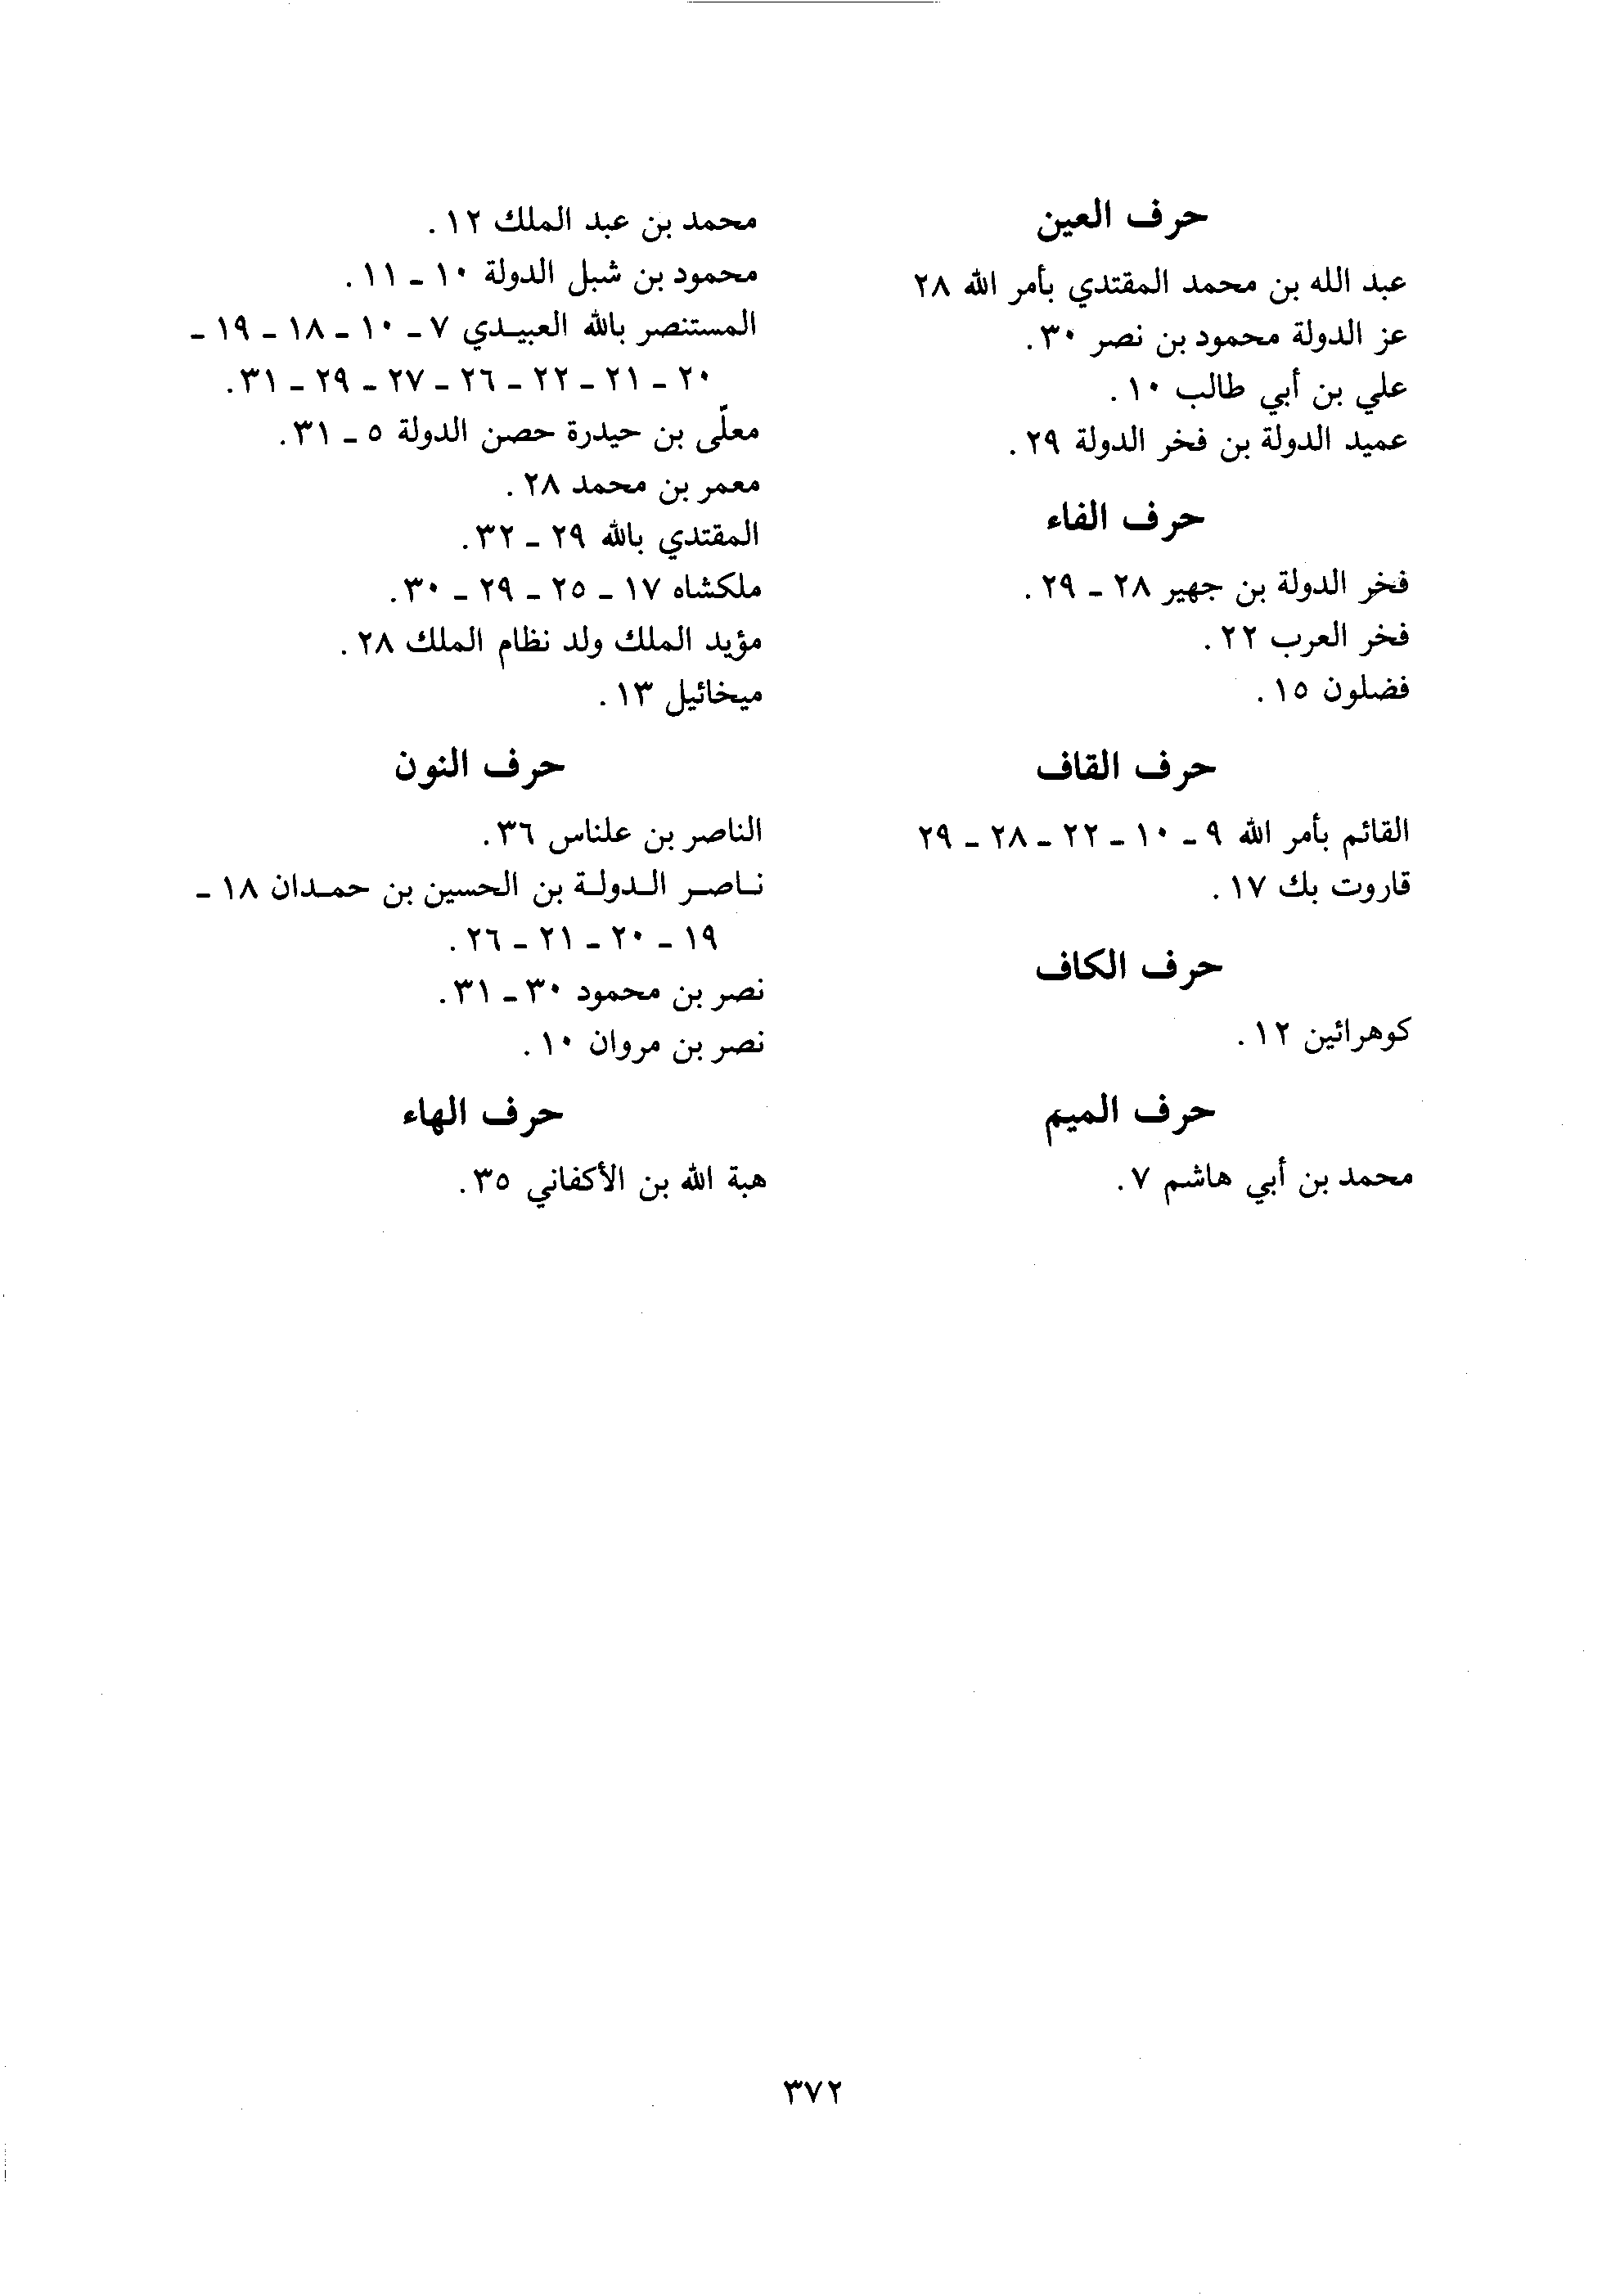 حرف العين
عبد الله بن محمد المقتدي بأمر الله ٢٨
عز الدولة محمود بن نصر ٣٠.
علي بن أبي طالب ١٠.
عميد الدولة بن فخر الدولة ٢٩.
حرف الفاء
فخر الدولة بن جهير ٢٨ - ٢٩.
فخر العرب ٢٢.
فضلون ١٥.
حرف القاف
القائم بأمر الله ٩ - ١٠ - ٢٢ - ٢٨ - ٢٩
قاروت بك ١٧.
حرف الكاف
كوهرائين ١٢.
حرف الميم
محمد بن أبي هاشم ٧.
محمد بن عبد الملك ١٢.
محمود بن شبل الدولة ١٠ - ١١.
المستنصر بالله العبيدي ٧ - ١٠ - ١٨ - ١٩ -
٢٠ - ٢١ - ٢٢ - ٢٦ - ٢٧ - ٢٩ - ٣١.
معلّى بن حيدرة حصن الدولة ٥ - ٣١.
معمر بن محمد ٢٨.
المقتدي بالله ٢٩ - ٣٢.
ملكشاه ١٧ - ٢٥ - ٢٩ - ٣٠.
مؤيد الملك ولد نظام الملك ٢٨.
ميخائيل ١٣.
حرف النون
الناصر بن علناس ٣٦.
ناصر الدولة بن الحسين بن حمدان ١٨ -
١٩ - ٢٠ - ٢١ - ٢٦.
نصر بن محمود ٣٠ - ٣١.
نصر بن مروان ١٠.
حرف الهاء
هبة الله بن الأكفاني ٣٥.
٣٧٢